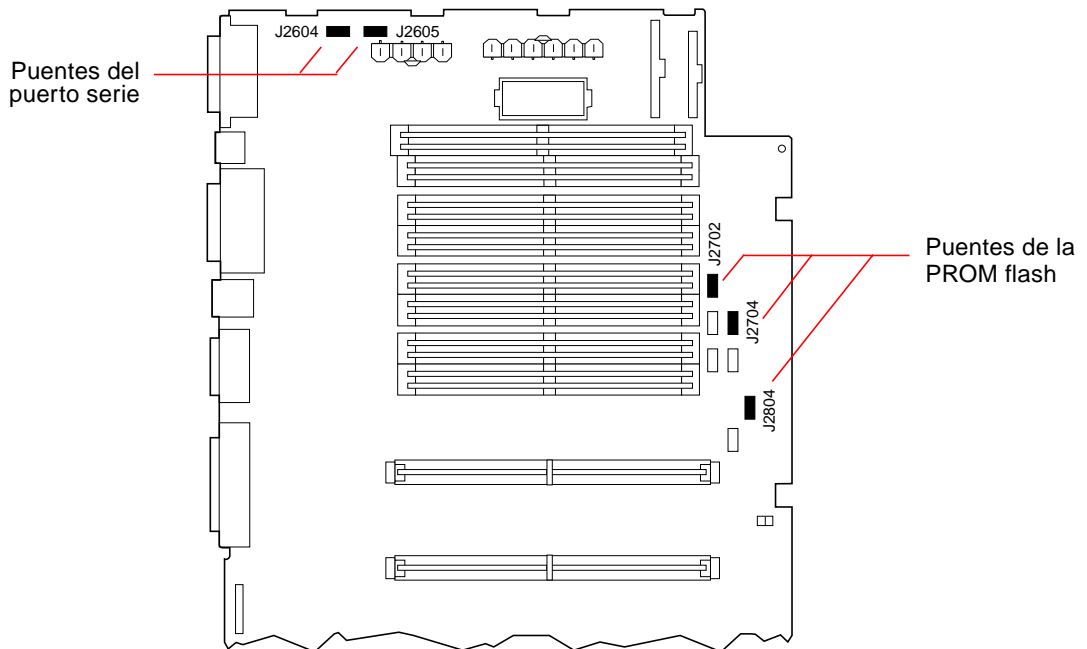 J2604
J2605
Puentes del
puerto serie
J2702
Puentes de la
PROM flash
J2704
J2804